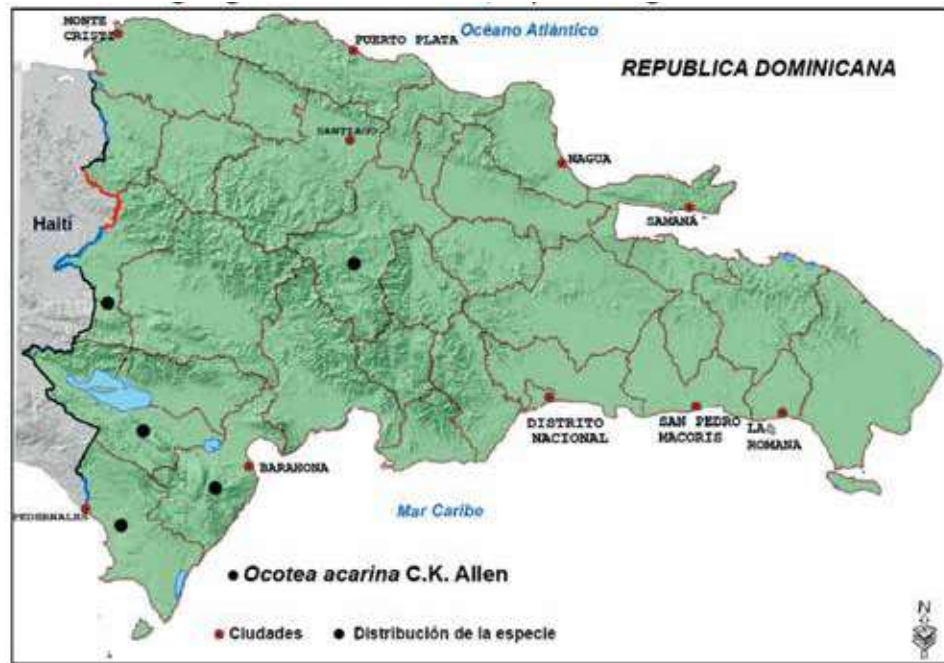 MONTE
CRISTI
PUERTO PLATA
Océano Atlántico
REPUBLICA DOMINICANA
SANTIAGO
NAGUA
SAMANÁ
Haití
DISTRITO
NACIONAL
SAN PEDRO
MACORIS
LA
ROMANA
BARAHONA
PEDERNALES
Mar Caribe
Ocotea acarina C.K. Allen
Ciudades
Distribución de la especie
N